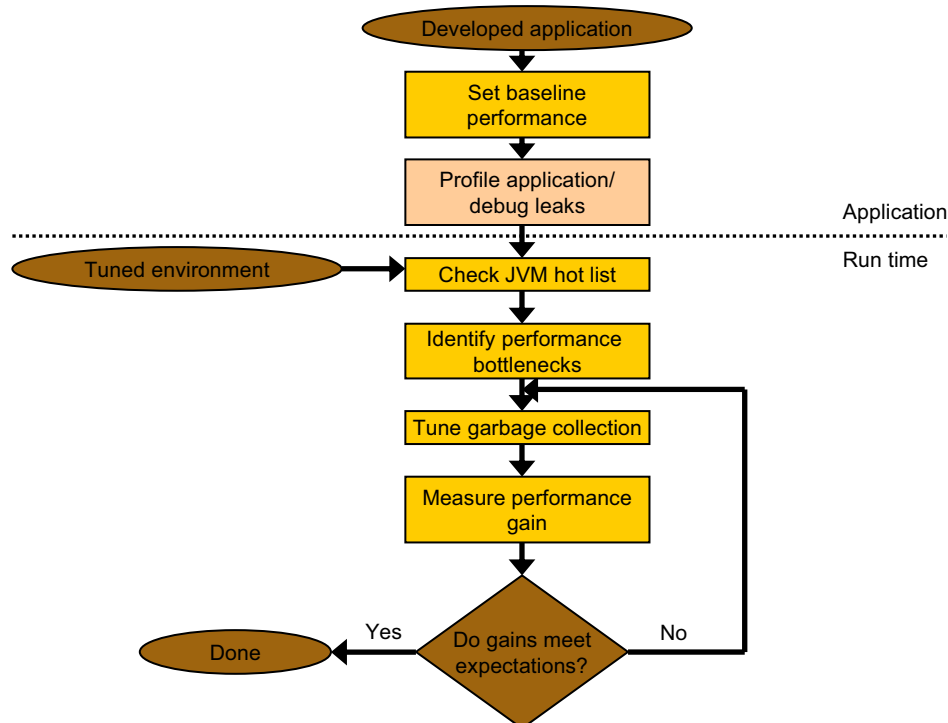 Developed application
Set baseline
performance
Profile application/
debug leaks
Application
Run time
Tuned environment
Check JVM hot list
Identify performance
bottlenecks
Tune garbage collection
Measure performance
gain
Yes
Do gains meet
expectations?
No
Done